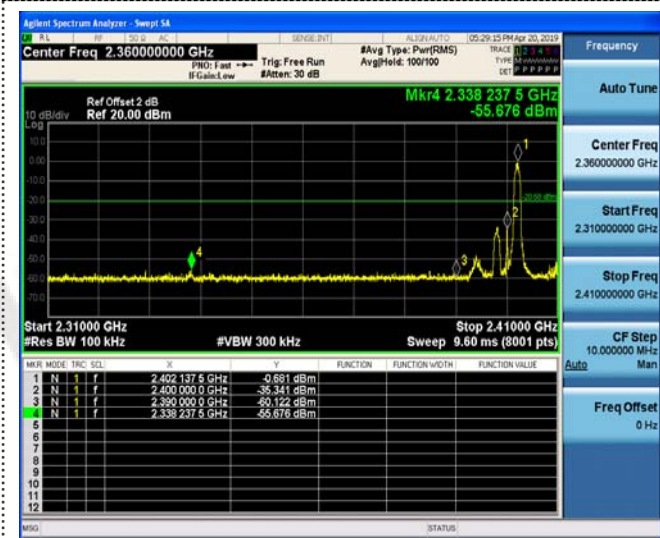 Agilent Spectrum Analyzer - Swept SA
RL RF 50 Ω AC SENSE:INT ALIGN AUTO 05:29:15 PM Apr 20, 2019
Center Freq 2.360000000 GHz #Avg Type: Pwr(RMS) TRACE 1 2 3 4 5 6
PNO: Fast Trig: Free Run Avg|Hold: 100/100 TYPE
IFGain:Low #Atten: 30 dB DET P P P P P P
Mkr4 2.338 237 5 GHz
-55.676 dBm
Ref Offset 2 dB
10 dB/div Ref 20.00 dBm
Log
10.0
0.00
-10.0
-20.0
-30.0
-40.0
-50.0
-60.0
-70.0
1
-20.68 dBm
2
3
4
Start 2.31000 GHz Stop 2.41000 GHz
#Res BW 100 kHz #VBW 300 kHz Sweep 9.60 ms (8001 pts)
MKR MODE TRC SCL X Y FUNCTION FUNCTION WIDTH FUNCTION VALUE
1 N 1 f 2.402 137 5 GHz -0.681 dBm
2 N 1 f 2.400 000 0 GHz -35.341 dBm
3 N 1 f 2.390 000 0 GHz -60.122 dBm
4 N 1 f 2.338 237 5 GHz -55.676 dBm
5
6
7
8
9
10
11
12
MSG STATUS
Frequency
Auto Tune
Center Freq
2.360000000 GHz
Start Freq
2.310000000 GHz
Stop Freq
2.410000000 GHz
CF Step
10.000000 MHz
Auto Man
Freq Offset
0 Hz